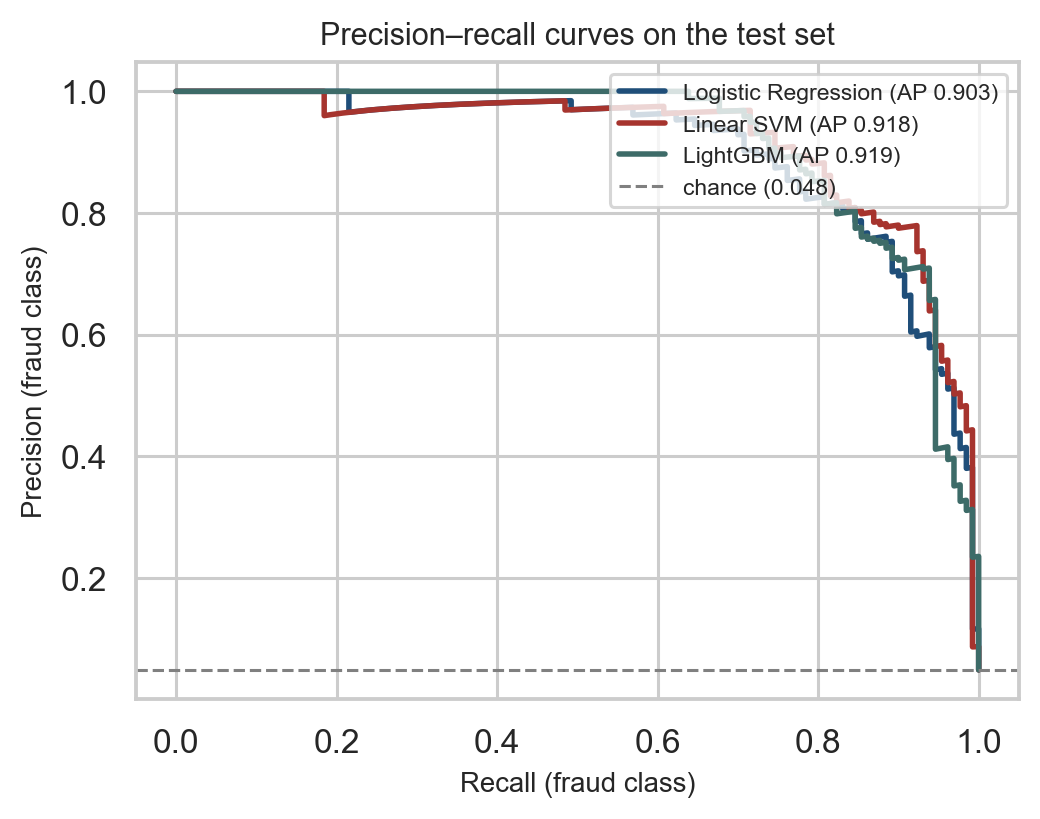 Precision–recall curves on the test set
1.0
0.8
0.6
0.4
0.2
Precision (fraud class)
Logistic Regression (AP 0.903)
Linear SVM (AP 0.918)
LightGBM (AP 0.919)
chance (0.048)
0.0 0.2 0.4 0.6 0.8 1.0
Recall (fraud class)